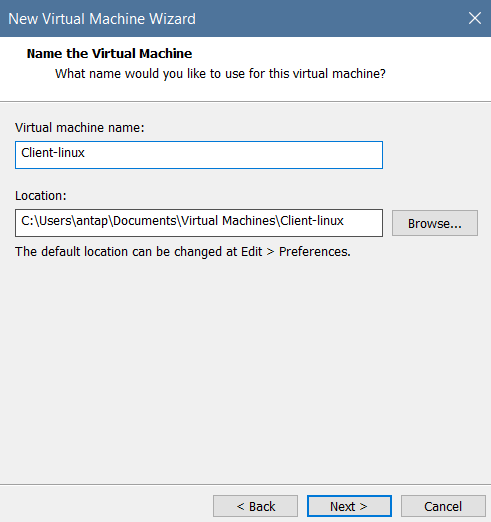 New Virtual Machine Wizard
Name the Virtual Machine
What name would you like to use for this virtual machine?
Virtual machine name:
Client-linux
Location:
C:\Users\antap\Documents\Virtual Machines\Client-linux
Browse...
The default location can be changed at Edit > Preferences.
< Back
Next >
Cancel